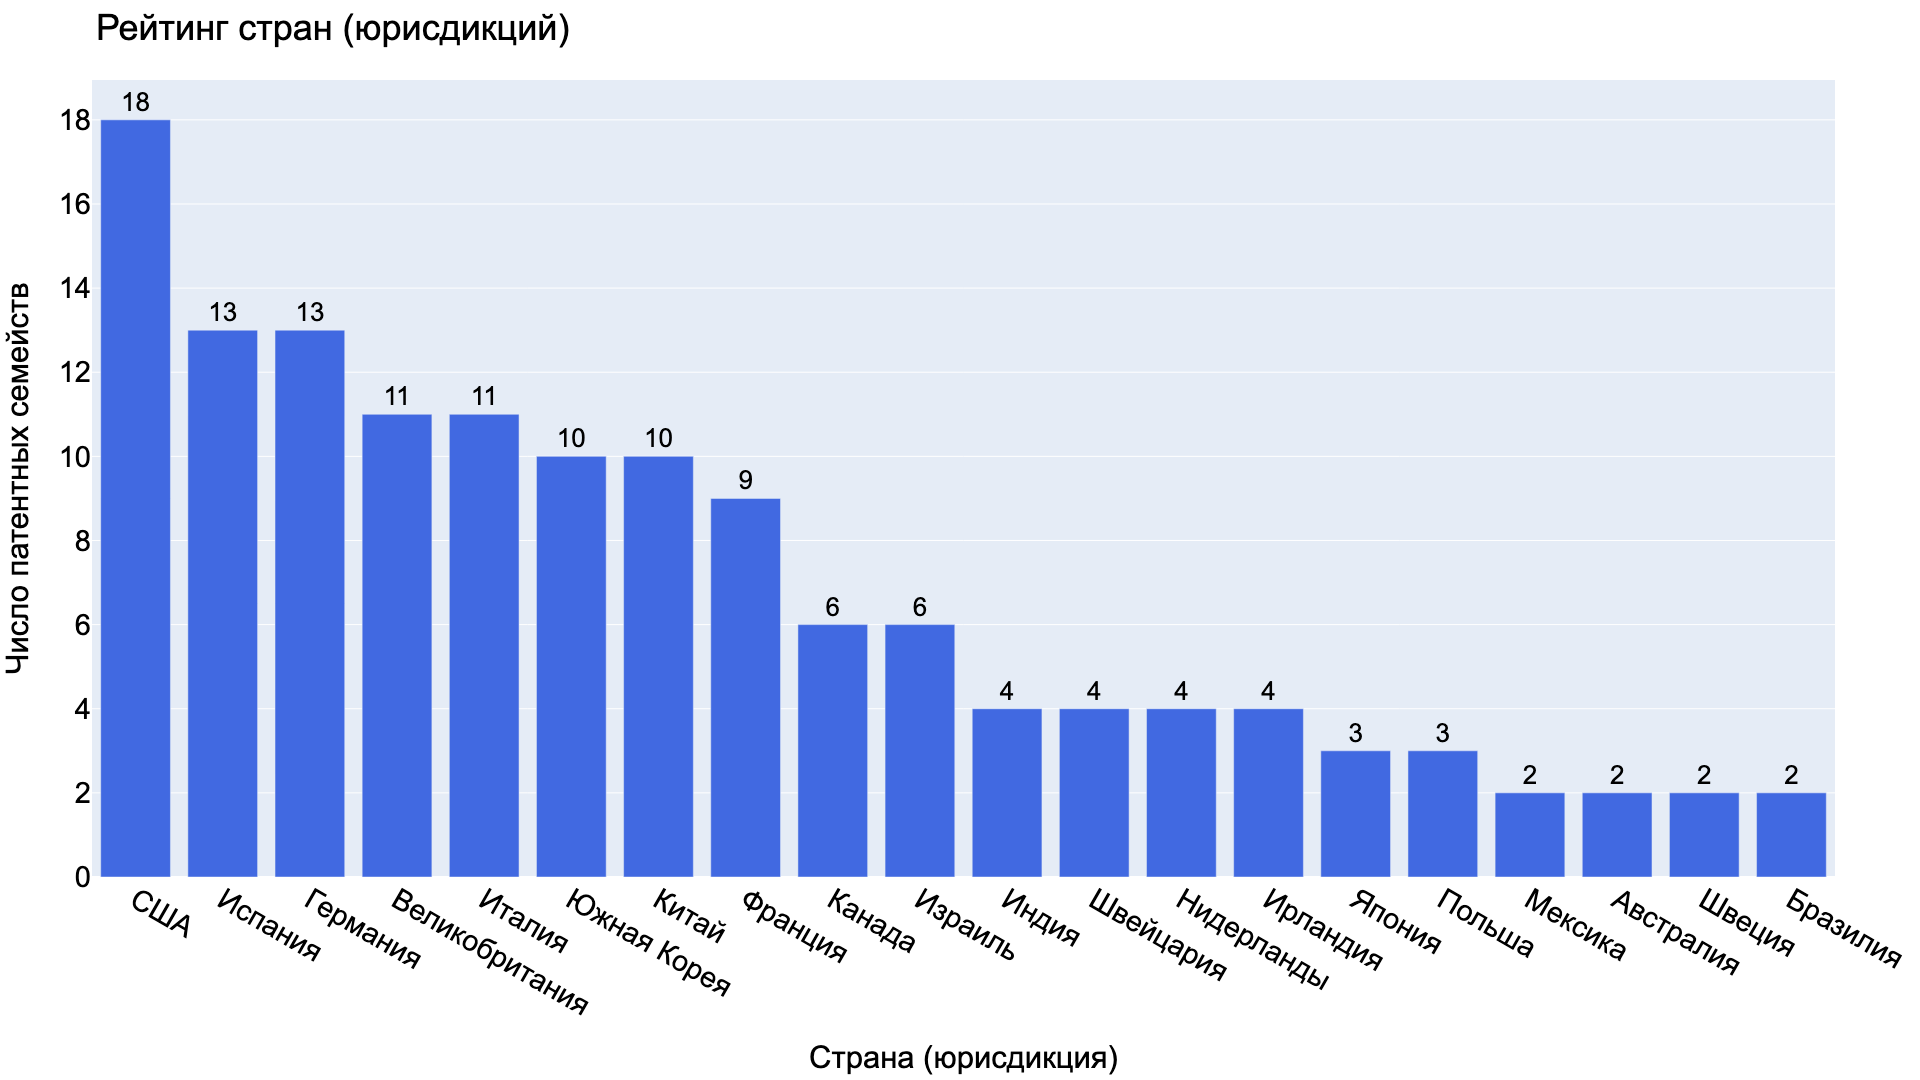 Рейтинг стран (юрисдикций)
Число патентных семейств
18
16
14
12
10
8
6
4
2
0
18
13
13
11
11
10
10
9
6
6
4
4
4
4
3
3
2
2
2
2
США
Испания
Германия
Великобритания
Италия
Южная Корея
Китай
Франция
Канада
Израиль
Индия
Швейцария
Нидерланды
Ирландия
Япония
Польша
Мексика
Австралия
Швеция
Бразилия
Страна (юрисдикция)